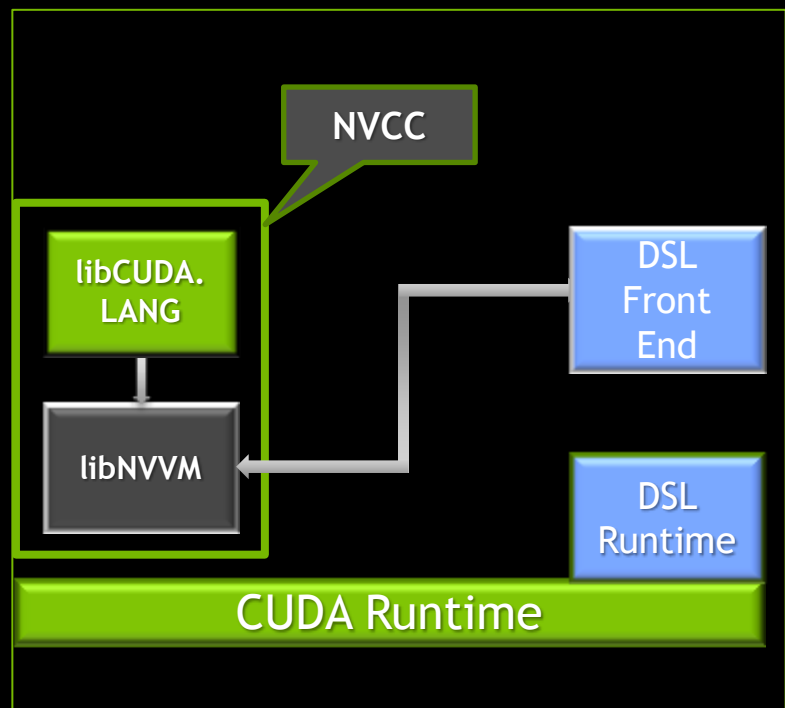 NVCC
libCUDA.
LANG
libNVVM
DSL
Front
End
DSL
Runtime
CUDA Runtime